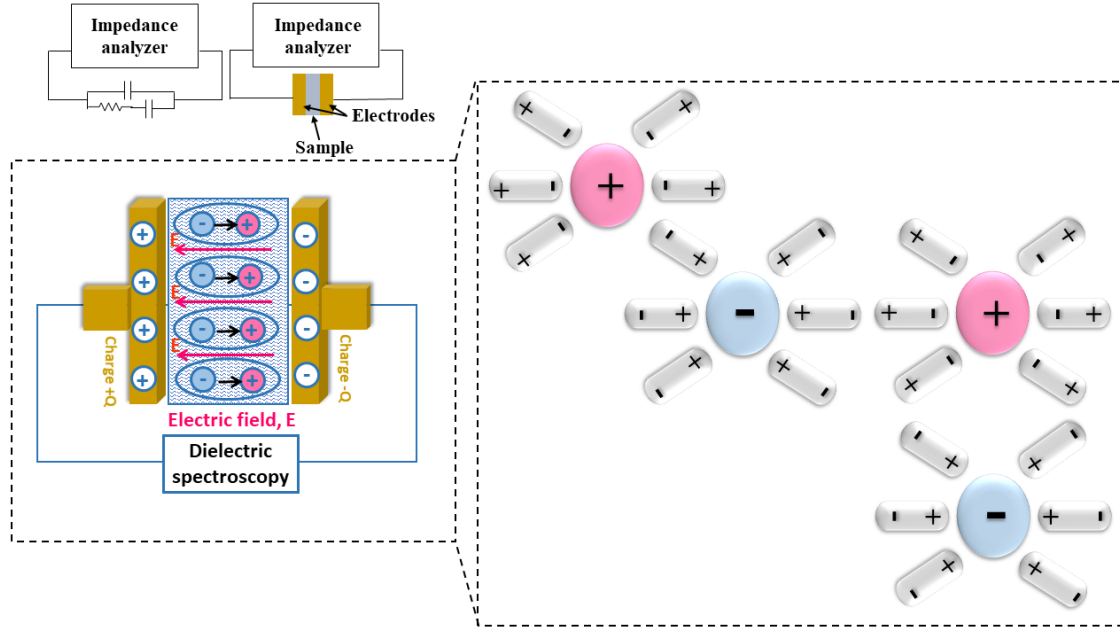 Impedance
analyzer
Impedance
analyzer
Electrodes
Sample
E
E
Charge +Q
Charge -Q
Electric field, E
Dielectric
spectroscopy